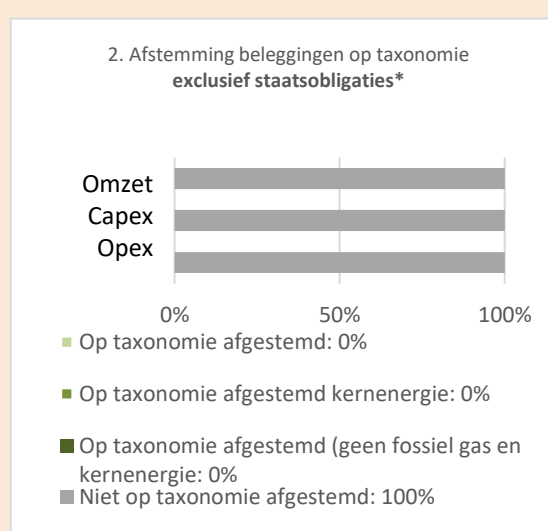 2. Afstemming beleggingen op taxonomie
exclusief staatsobligaties*
Omzet
Capex
Opex
0% 50% 100%
Op taxonomie afgestemd: 0%
Op taxonomie afgestemd kernenergie: 0%
Op taxonomie afgestemd (geen fossiel gas en
kernenergie: 0%
Niet op taxonomie afgestemd: 100%